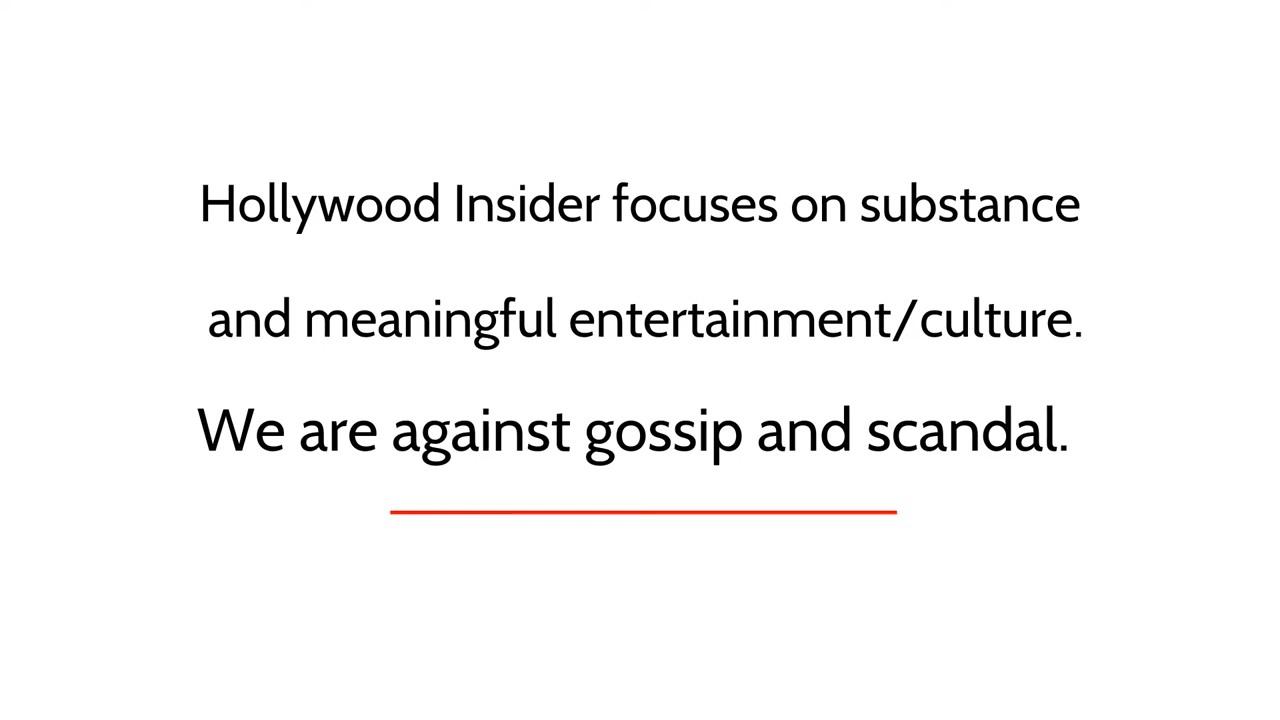 Hollywood Insider focuses on substance
and meaningful entertainment/culture.
We are against gossip and scandal.